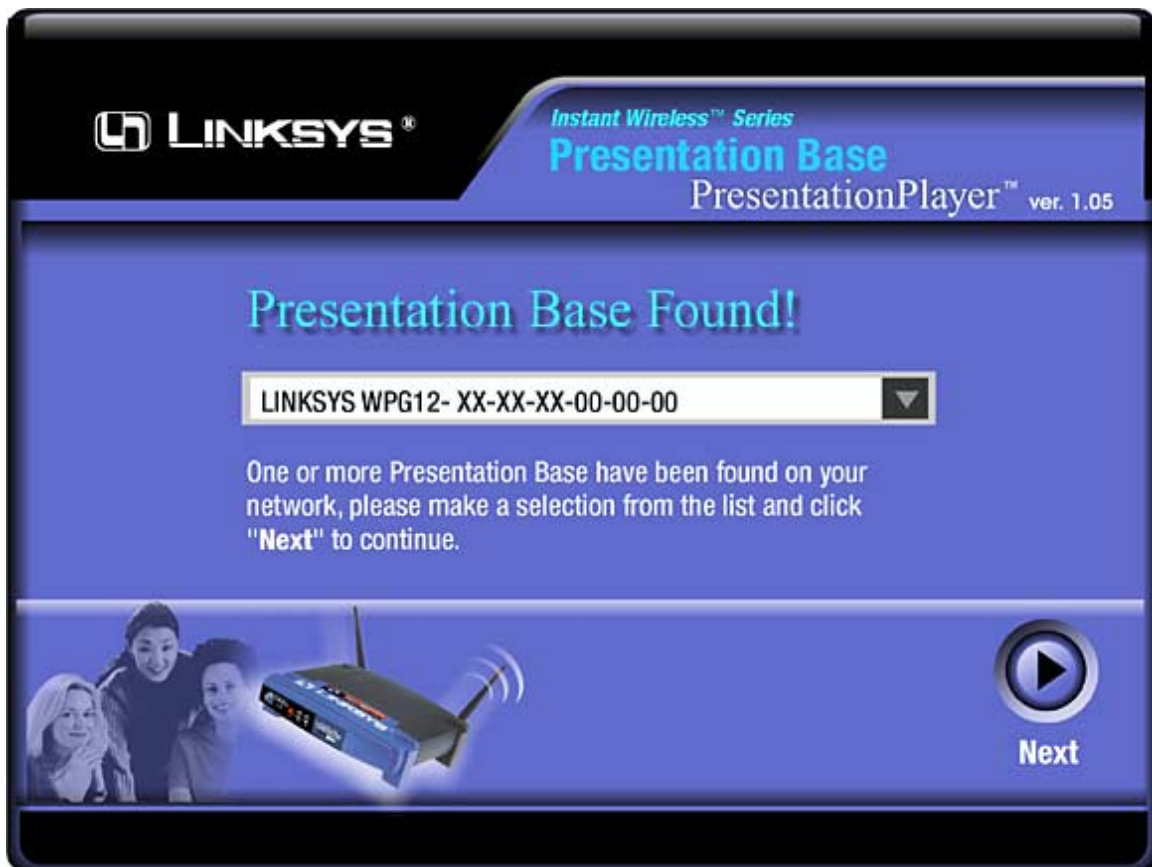 LINKSYS®
Instant Wireless™ Series
Presentation Base
PresentationPlayer™ ver. 1.05
Presentation Base Found!
LINKSYS WPG12- XX-XX-XX-00-00-00
One or more Presentation Base have been found on your
network, please make a selection from the list and click
"Next" to continue.
LINKSYS
Next